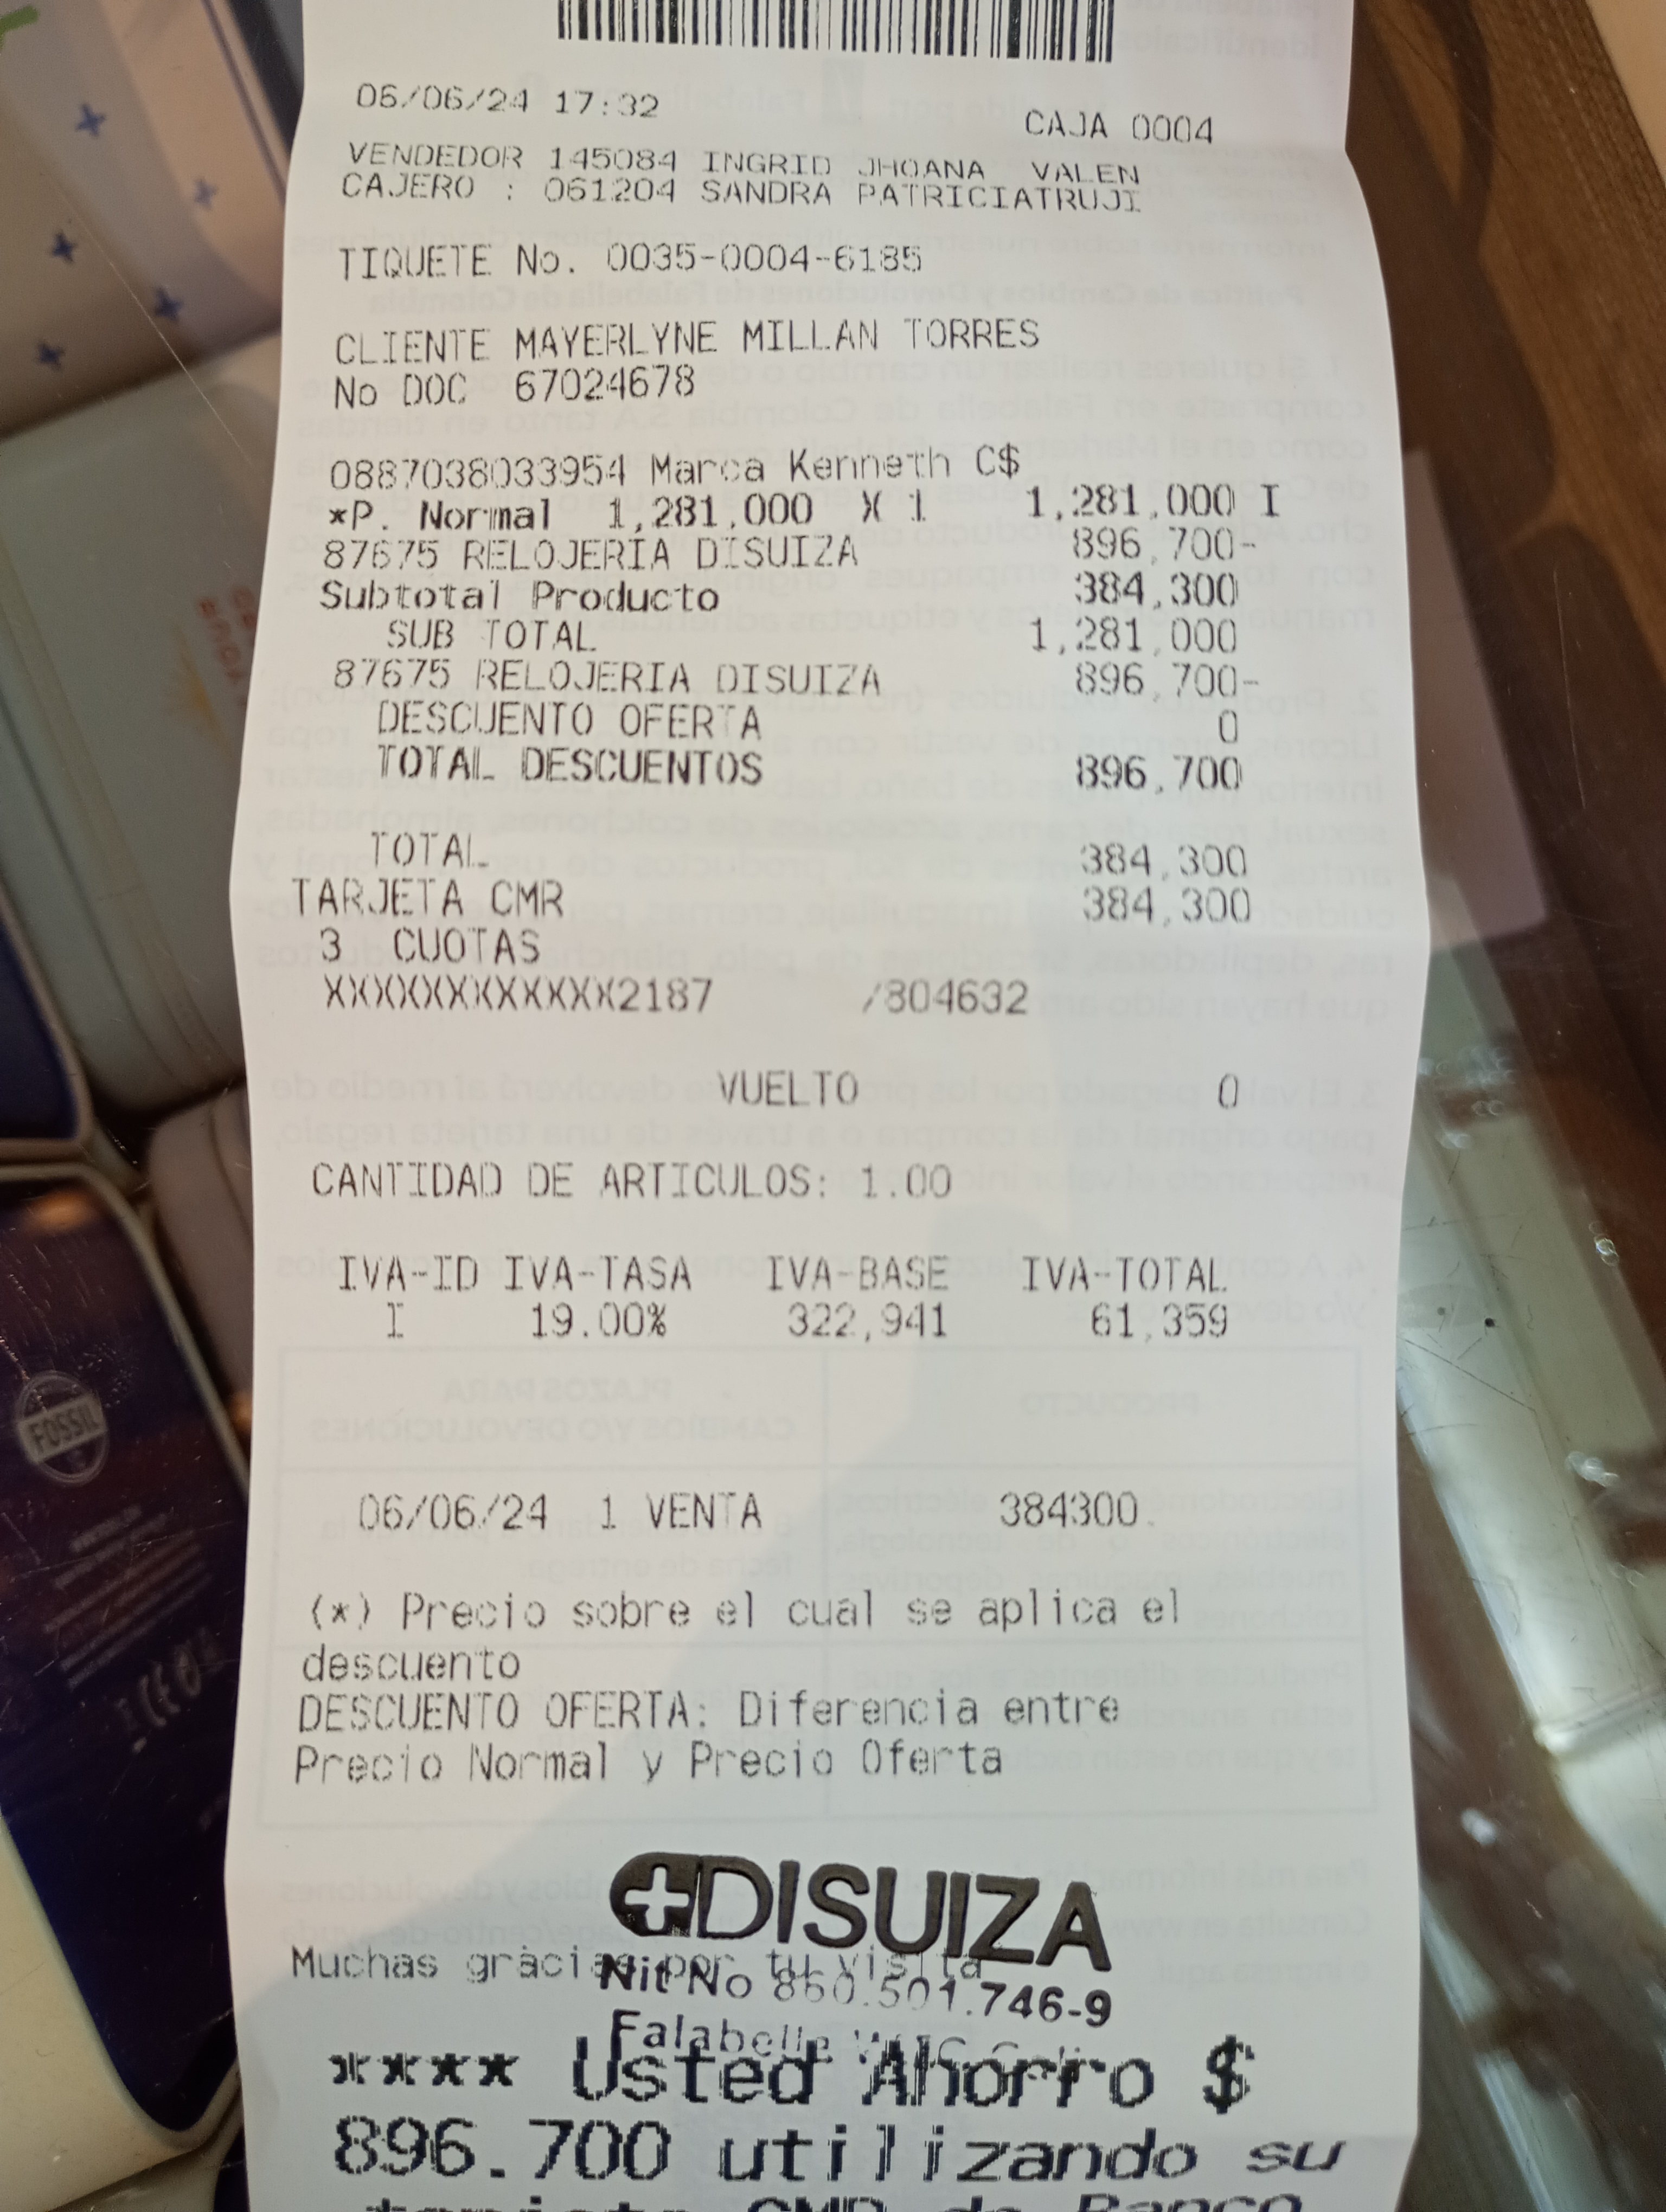 06/06/24 17:32 CAJA 0004
VENDEDOR 145084 INGRID JHOANA VALEN
CAJERO : 061204 SANDRA PATRICIATRUJI
TIQUETE No. 0035-0004-6185
CLIENTE MAYERLYNE MILLAN TORRES
No DOC 67024678
0887038033954 Marca Kenneth C$
*P. Normal 1,281,000 X 1 1,281,000 I
87675 RELOJERIA DISUIZA 896,700-
Subtotal Producto 384,300
SUB TOTAL 1,281,000
87675 RELOJERIA DISUIZA 896,700-
DESCUENTO OFERTA 0
TOTAL DESCUENTOS 896,700
TOTAL 384,300
TARJETA CMR 384,300
3 CUOTAS
XXXXXXXXXXXX2187 /804632
VUELTO 0
CANTIDAD DE ARTICULOS: 1.00
IVA-ID IVA-TASA IVA-BASE IVA-TOTAL
I 19.00% 322,941 61,359
06/06/24 1 VENTA 384300.
(*) Precio sobre el cual se aplica el
descuento
DESCUENTO OFERTA: Diferencia entre
Precio Normal y Precio Oferta
DISUIZA
Muchas gracias por tu visita
Nit No 860.501.746-9
Falabella
**** Usted Ahorro $
896.700 utilizando su
tarjeta CMR de Banco
FOSSIL